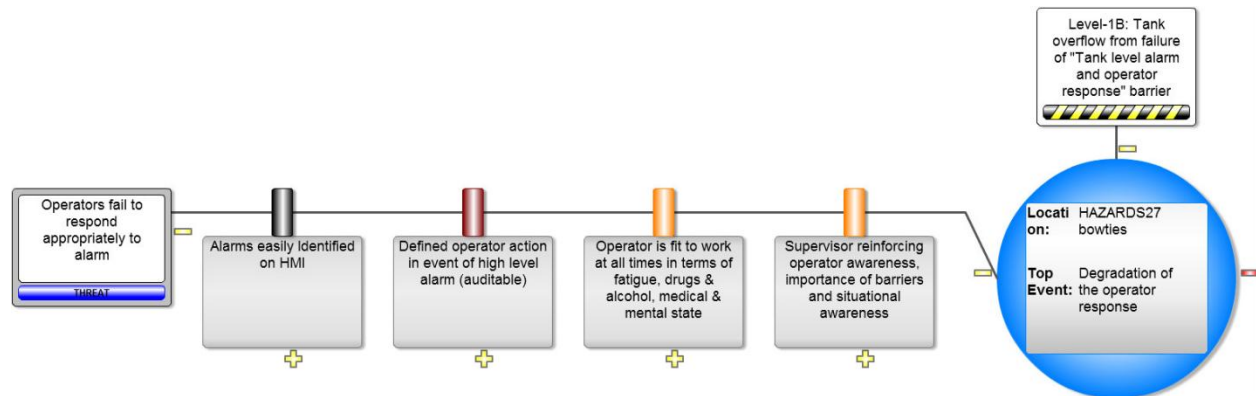 Level-1B: Tank
overflow from failure
of "Tank level alarm
and operator
response" barrier
Operators fail to
respond
appropriately to
alarm
THREAT
Alarms easily Identified
on HMI
Defined operator action
in event of high level
alarm (auditable)
Operator is fit to work
at all times in terms of
fatigue, drugs &
alcohol, medical &
mental state
Supervisor reinforcing
operator awareness,
importance of barriers
and situational
awareness
Locati HAZARDS27
on: bowties
Top Degradation of
Event: the operator
response